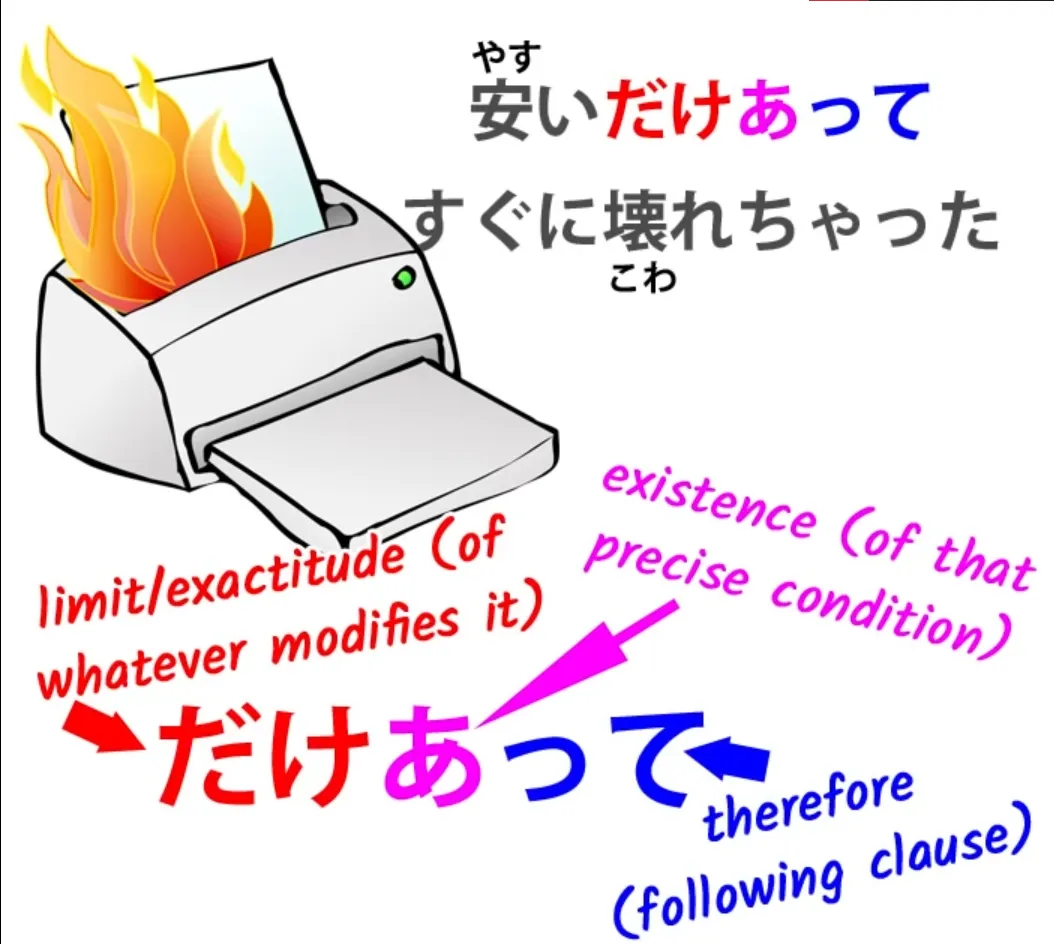 やす
安いだけあって
すぐに壊れちゃった
こわ
existence (of that
precise condition)
limit/exactitude (of
whatever modifies it)
だけあって
therefore
(following clause)